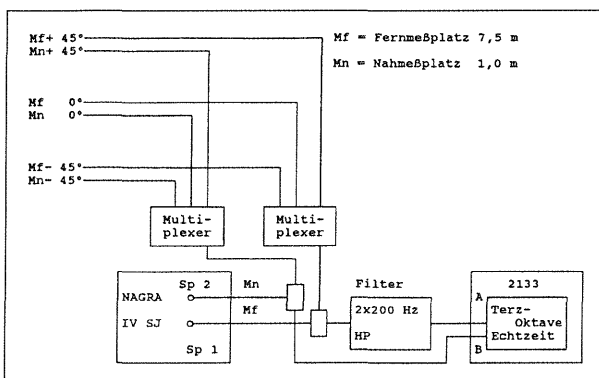 Mf+ 45°
Mn+ 45°
Mf = Fernmeßplatz 7,5 m
Mn = Nahmeßplatz 1,0 m
Mf 0°
Mn 0°
Mf- 45°
Mn- 45°
Multi-
plexer
Multi-
plexer
Sp 2
Mn
NAGRA
IV SJ
Mf
Sp 1
Filter
2x200 Hz
HP
2133
A
Terz-
Oktave
Echtzeit
B